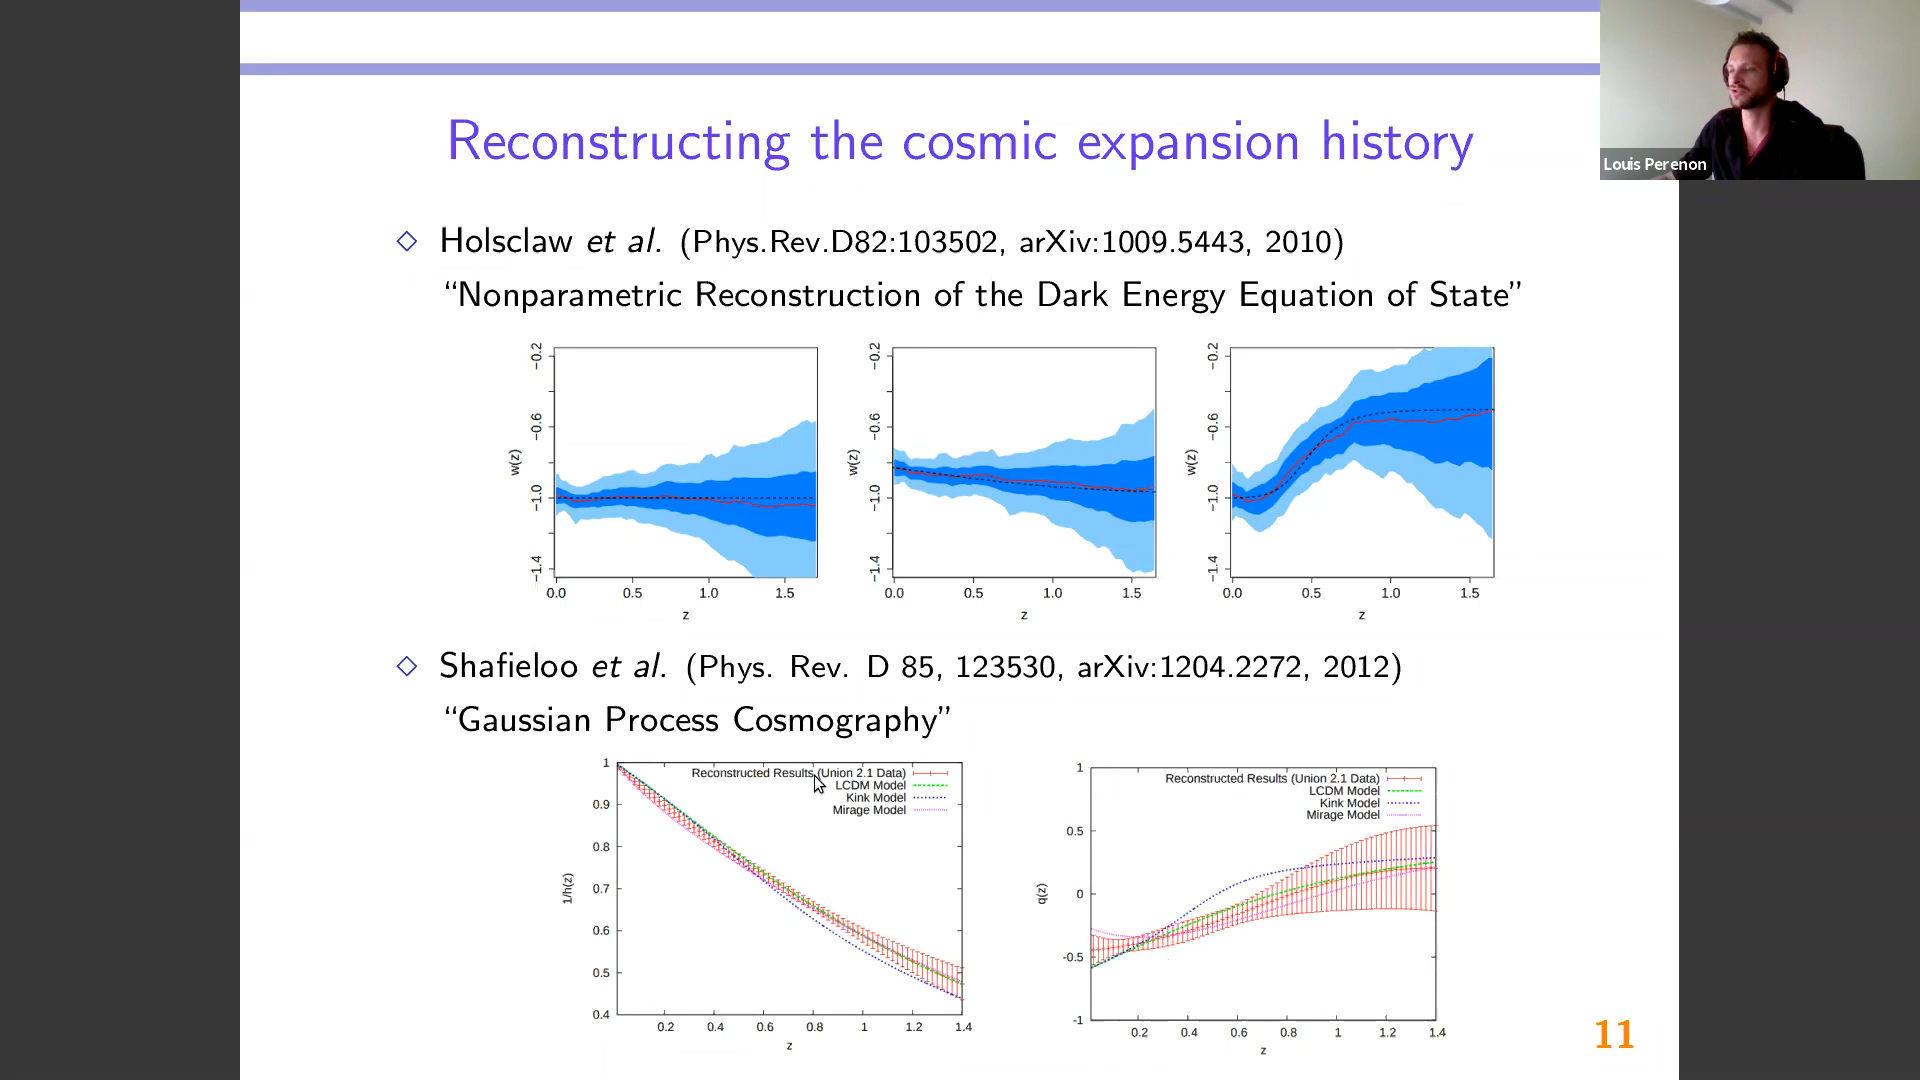 Louis Perenon
Reconstructing the cosmic expansion history
Holsclaw et al. (Phys.Rev.D82:103502, arXiv:1009.5443, 2010)
“Nonparametric Reconstruction of the Dark Energy Equation of State”
w(z)
−0.2
−0.6
−1.0
−1.4
0.0 0.5 1.0 1.5
z
w(z)
−0.2
−0.6
−1.0
−1.4
0.0 0.5 1.0 1.5
z
w(z)
−0.2
−0.6
−1.0
−1.4
0.0 0.5 1.0 1.5
z
Shafieloo et al. (Phys. Rev. D 85, 123530, arXiv:1204.2272, 2012)
“Gaussian Process Cosmography”
Reconstructed Results (Union 2.1 Data)
LCDM Model
Kink Model
Mirage Model
1/h(z)
1
0.9
0.8
0.7
0.6
0.5
0.4
0.2 0.4 0.6 0.8 1 1.2 1.4
z
Reconstructed Results (Union 2.1 Data)
LCDM Model
Kink Model
Mirage Model
q(z)
1
0.5
0
-0.5
-1
0.2 0.4 0.6 0.8 1 1.2 1.4
z
11